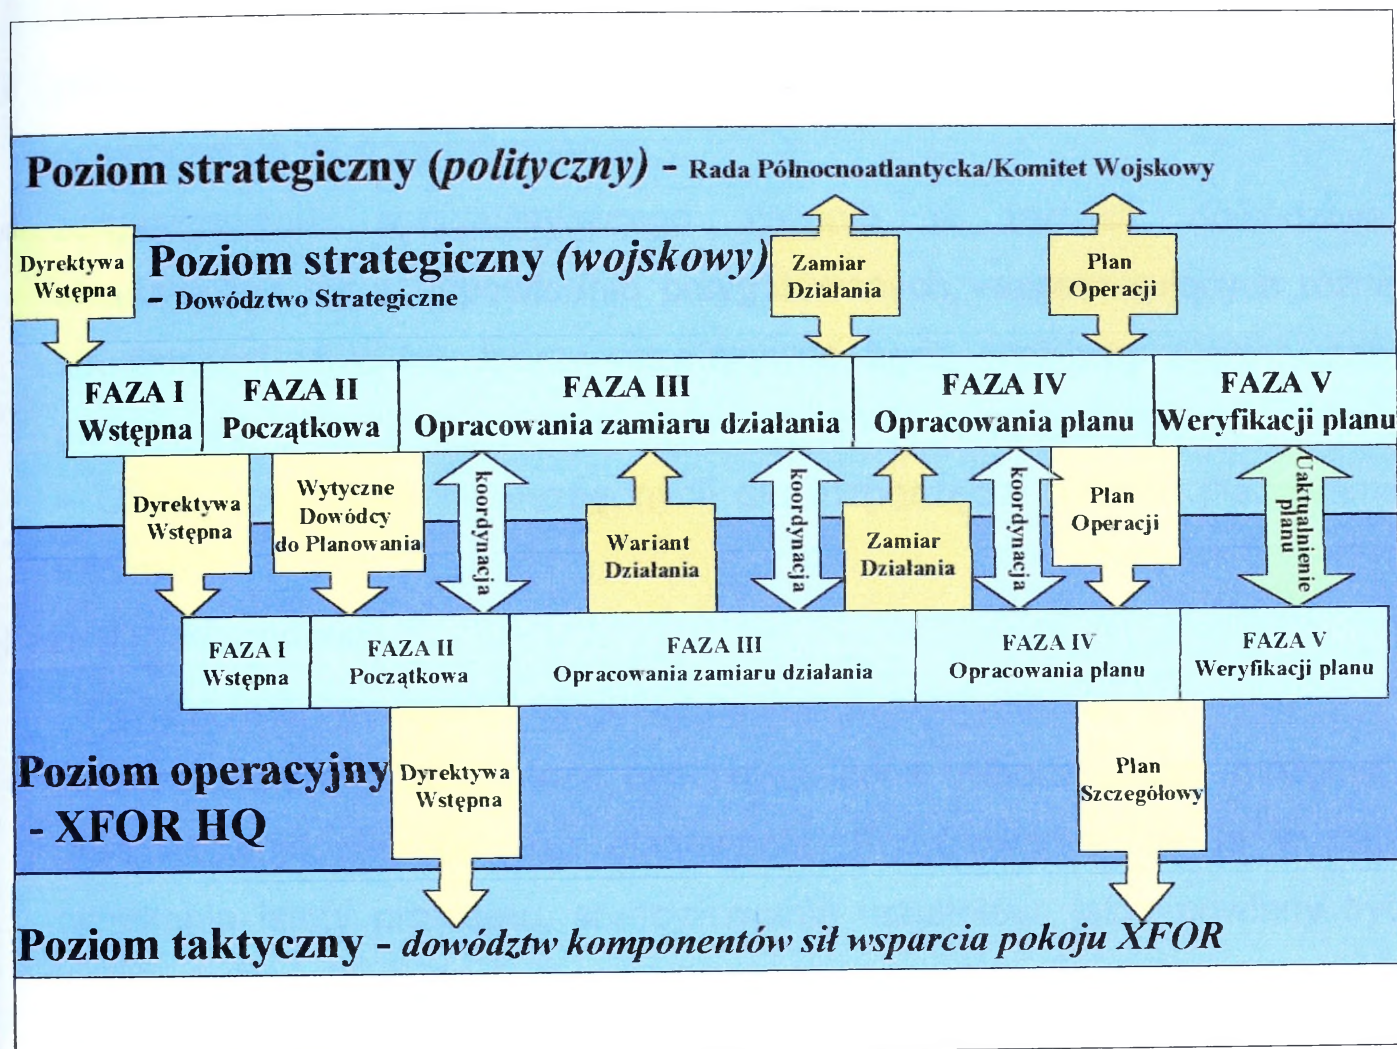 Poziom strategiczny (polityczny) - Rada Północnoatlantycka/Komitet Wojskowy
Dyrektywa
Wstępna
Poziom strategiczny (wojskowy)
- Dowództwo Strategiczne
Zamiar
Działania
Plan
Operacji
FAZA I
Wstępna
FAZA II
Początkowa
FAZA III
Opracowania zamiaru działania
FAZA IV
Opracowania planu
FAZA V
Weryfikacji planu
Dyrektywa
Wstępna
Wytyczne
Dowódcy
do Planowania
koordynacja
Wariant
Działania
koordynacja
Zamiar
Działania
koordynacja
Plan
Operacji
Uaktualnienie
planu
FAZA I
Wstępna
FAZA II
Początkowa
FAZA III
Opracowania zamiaru działania
FAZA IV
Opracowania planu
FAZA V
Weryfikacji planu
Poziom operacyjny
- XFOR HQ
Dyrektywa
Wstępna
Plan
Szczegółowy
Poziom taktyczny - dowództw komponentów sił wsparcia pokoju XFOR